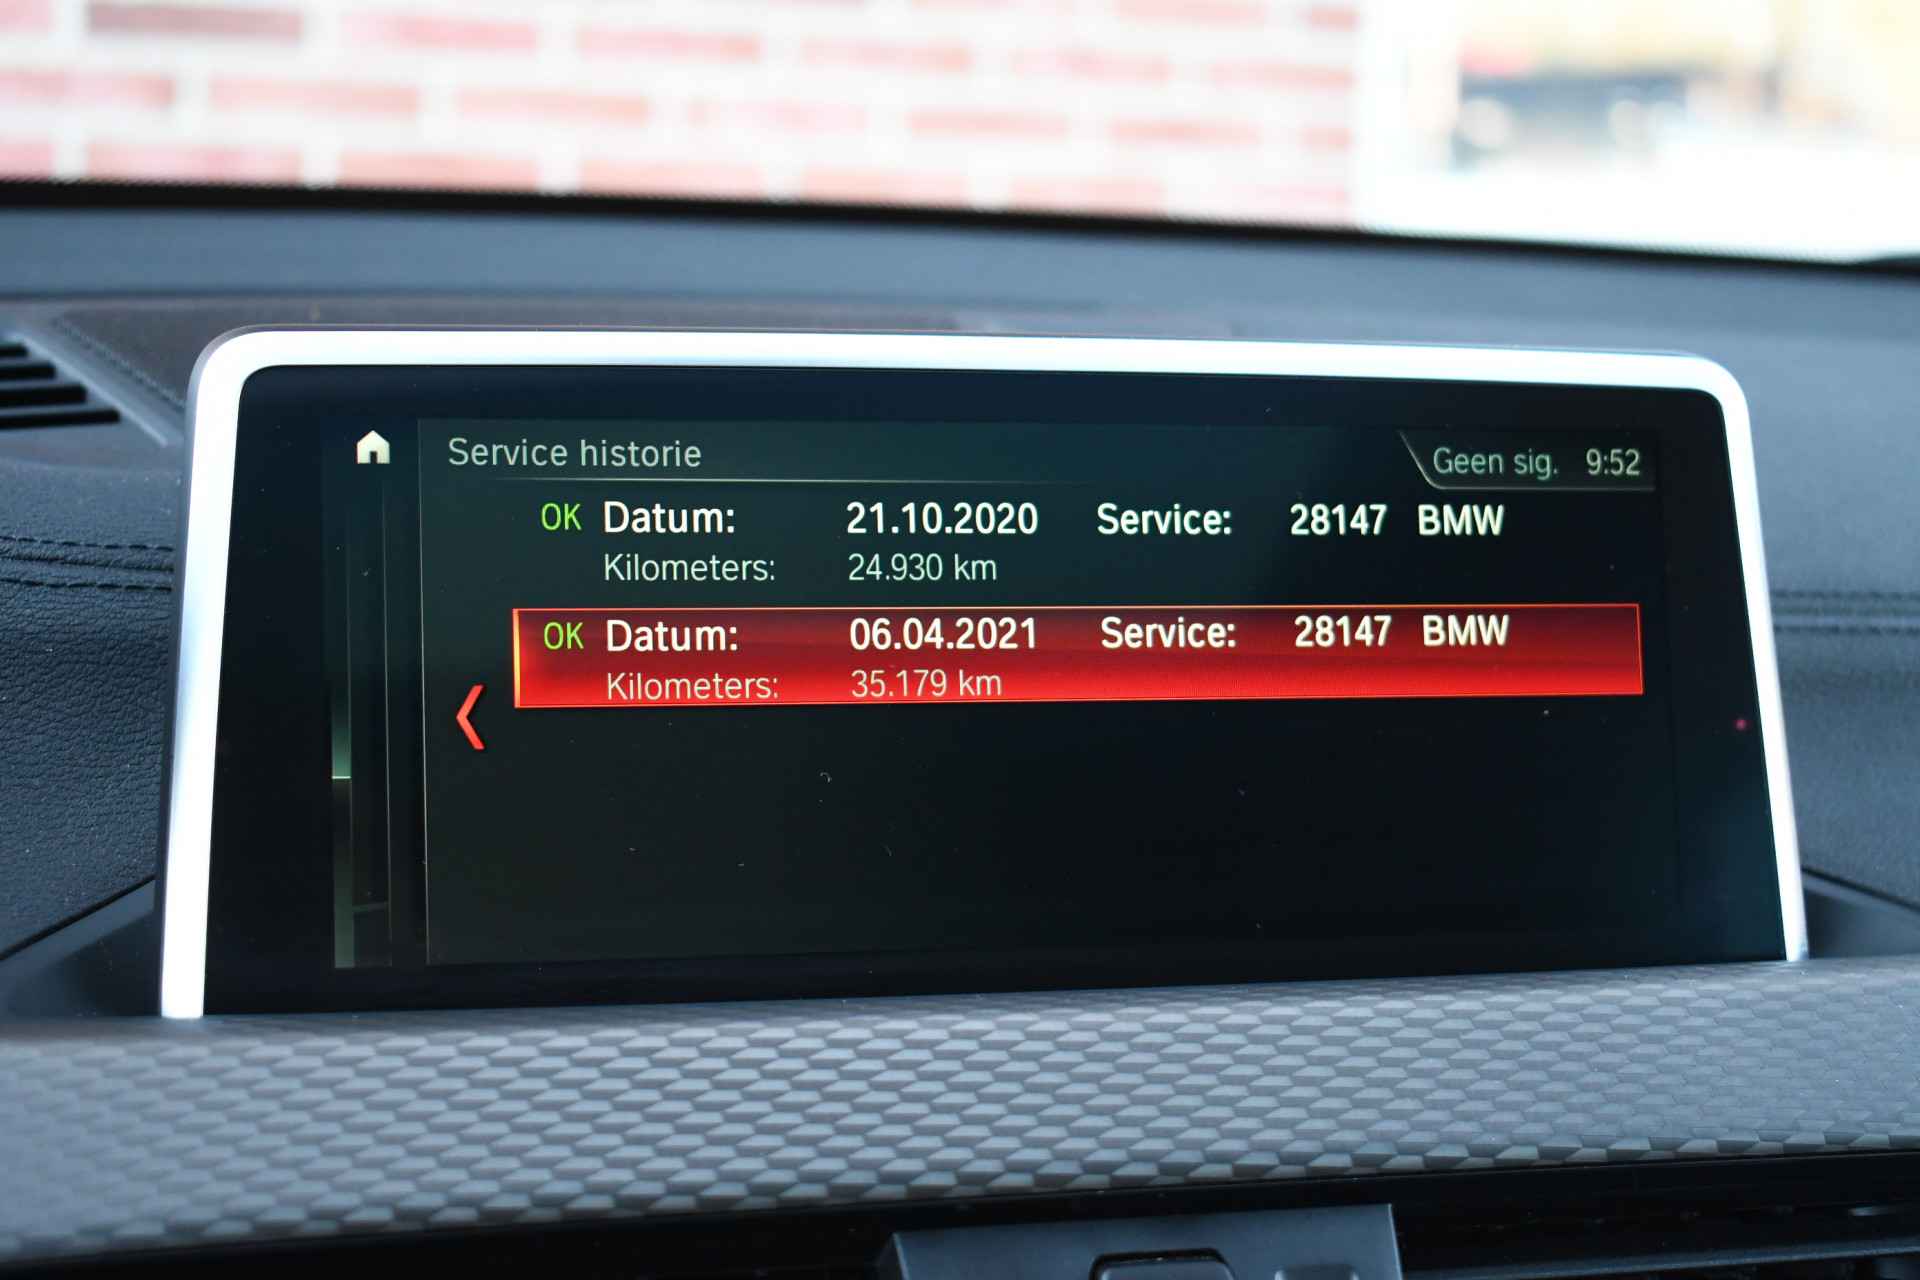 Service historie
Geen sig. 9:52
OK Datum: 21.10.2020 Service: 28147 BMW
Kilometers: 24.930 km
OK Datum: 06.04.2021 Service: 28147 BMW
Kilometers: 35.179 km